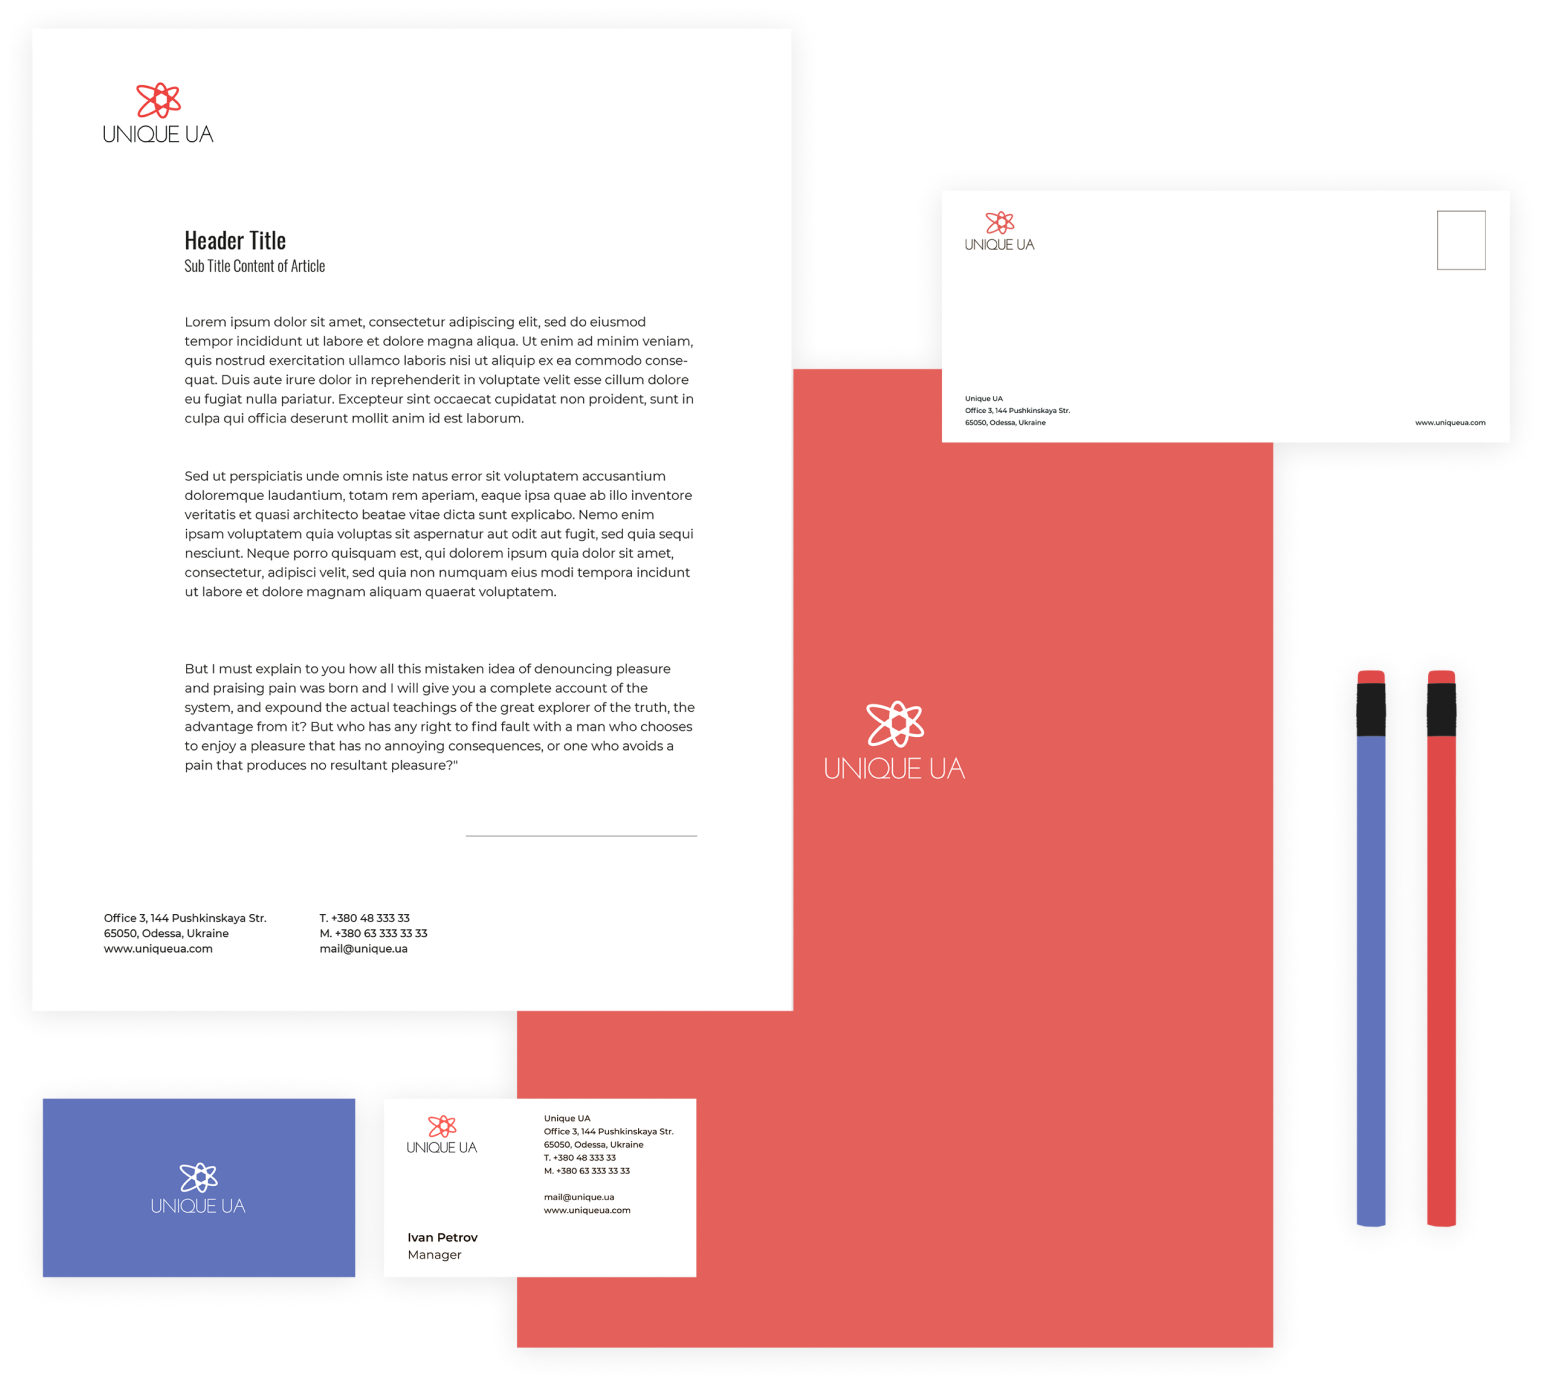 UNIQUE UA
Header Title
Sub Title Content of Article
Lorem ipsum dolor sit amet, consectetur adipiscing elit, sed do eiusmod
tempor incididunt ut labore et dolore magna aliqua. Ut enim ad minim veniam,
quis nostrud exercitation ullamco laboris nisi ut aliquip ex ea commodo conse-
quat. Duis aute irure dolor in reprehenderit in voluptate velit esse cillum dolore
eu fugiat nulla pariatur. Excepteur sint occaecat cupidatat non proident, sunt in
culpa qui officia deserunt mollit anim id est laborum.
Sed ut perspiciatis unde omnis iste natus error sit voluptatem accusantium
doloremque laudantium, totam rem aperiam, eaque ipsa quae ab illo inventore
veritatis et quasi architecto beatae vitae dicta sunt explicabo. Nemo enim
ipsam voluptatem quia voluptas sit aspernatur aut odit aut fugit, sed quia sequi
nesciunt. Neque porro quisquam est, qui dolorem ipsum quia dolor sit amet,
consectetur, adipisci velit, sed quia non numquam eius modi tempora incidunt
ut labore et dolore magnam aliquam quaerat voluptatem.
But I must explain to you how all this mistaken idea of denouncing pleasure
and praising pain was born and I will give you a complete account of the
system, and expound the actual teachings of the great explorer of the truth, the
advantage from it? But who has any right to find fault with a man who chooses
to enjoy a pleasure that has no annoying consequences, or one who avoids a
pain that produces no resultant pleasure?"
Office 3, 144 Pushkinskaya Str.
65050, Odessa, Ukraine
www.uniqueua.com
T. +380 48 333 33
M. +380 63 333 33 33
mail@unique.ua
UNIQUE UA
Unique UA
Office 3, 144 Pushkinskaya Str.
65050, Odessa, Ukraine
www.uniqueua.com
UNIQUE UA
UNIQUE UA
UNIQUE UA
Unique UA
Office 3, 144 Pushkinskaya Str.
65050, Odessa, Ukraine
T. +380 48 333 33
M. +380 63 333 33 33
mail@unique.ua
www.uniqueua.com
Ivan Petrov
Manager